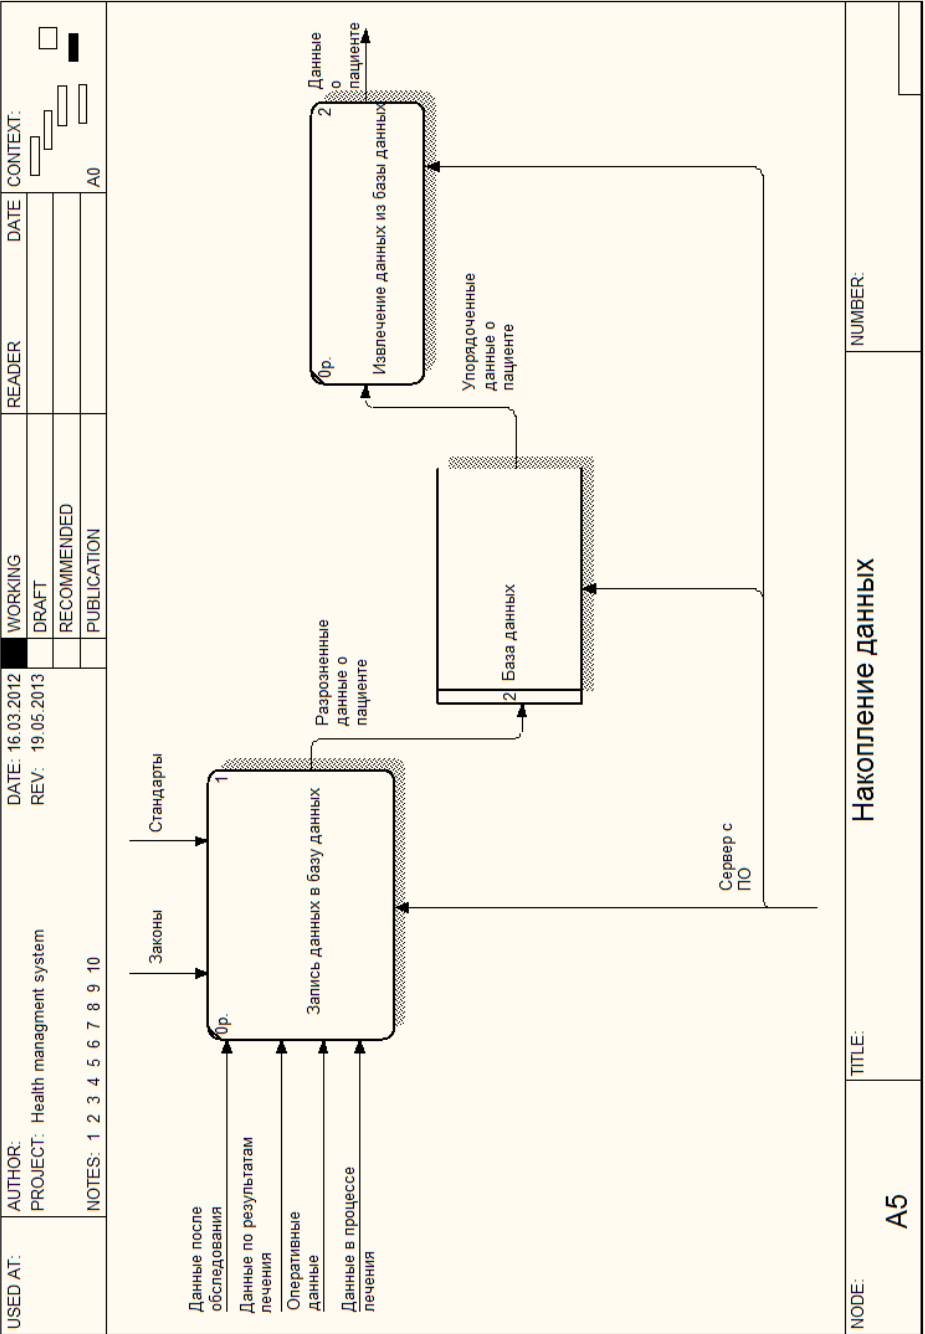 USED AT:
AUTHOR:
DATE: 16.03.2012
WORKING
READER
DATE
CONTEXT:
PROJECT: Health managment system
REV: 19.05.2013
DRAFT
RECOMMENDED
NOTES: 1 2 3 4 5 6 7 8 9 10
PUBLICATION
A0
Законы
Стандарты
Данные после
обследования
Данные по результатам
лечения
Оперативные
данные
Данные в процессе
лечения
0р.
1
Запись данных в базу данных
Разрозненные
данные о
пациенте
2
База данных
Упорядоченные
данные о
пациенте
0р.
2
Извлечение данных из базы данных
Данные
о
пациенте
Сервер с
ПО
NODE:
A5
TITLE:
Накопление данных
NUMBER: